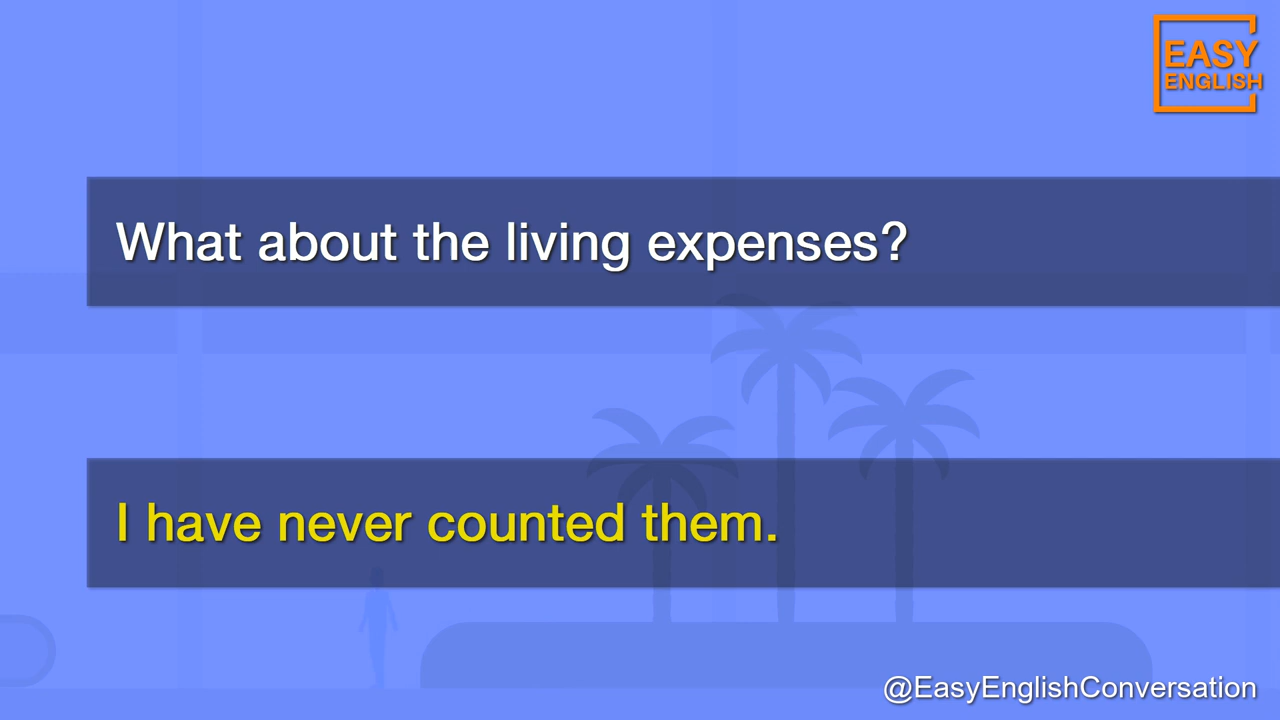 EASY
ENGLISH
What about the living expenses?
I have never counted them.
@EasyEnglishConversation